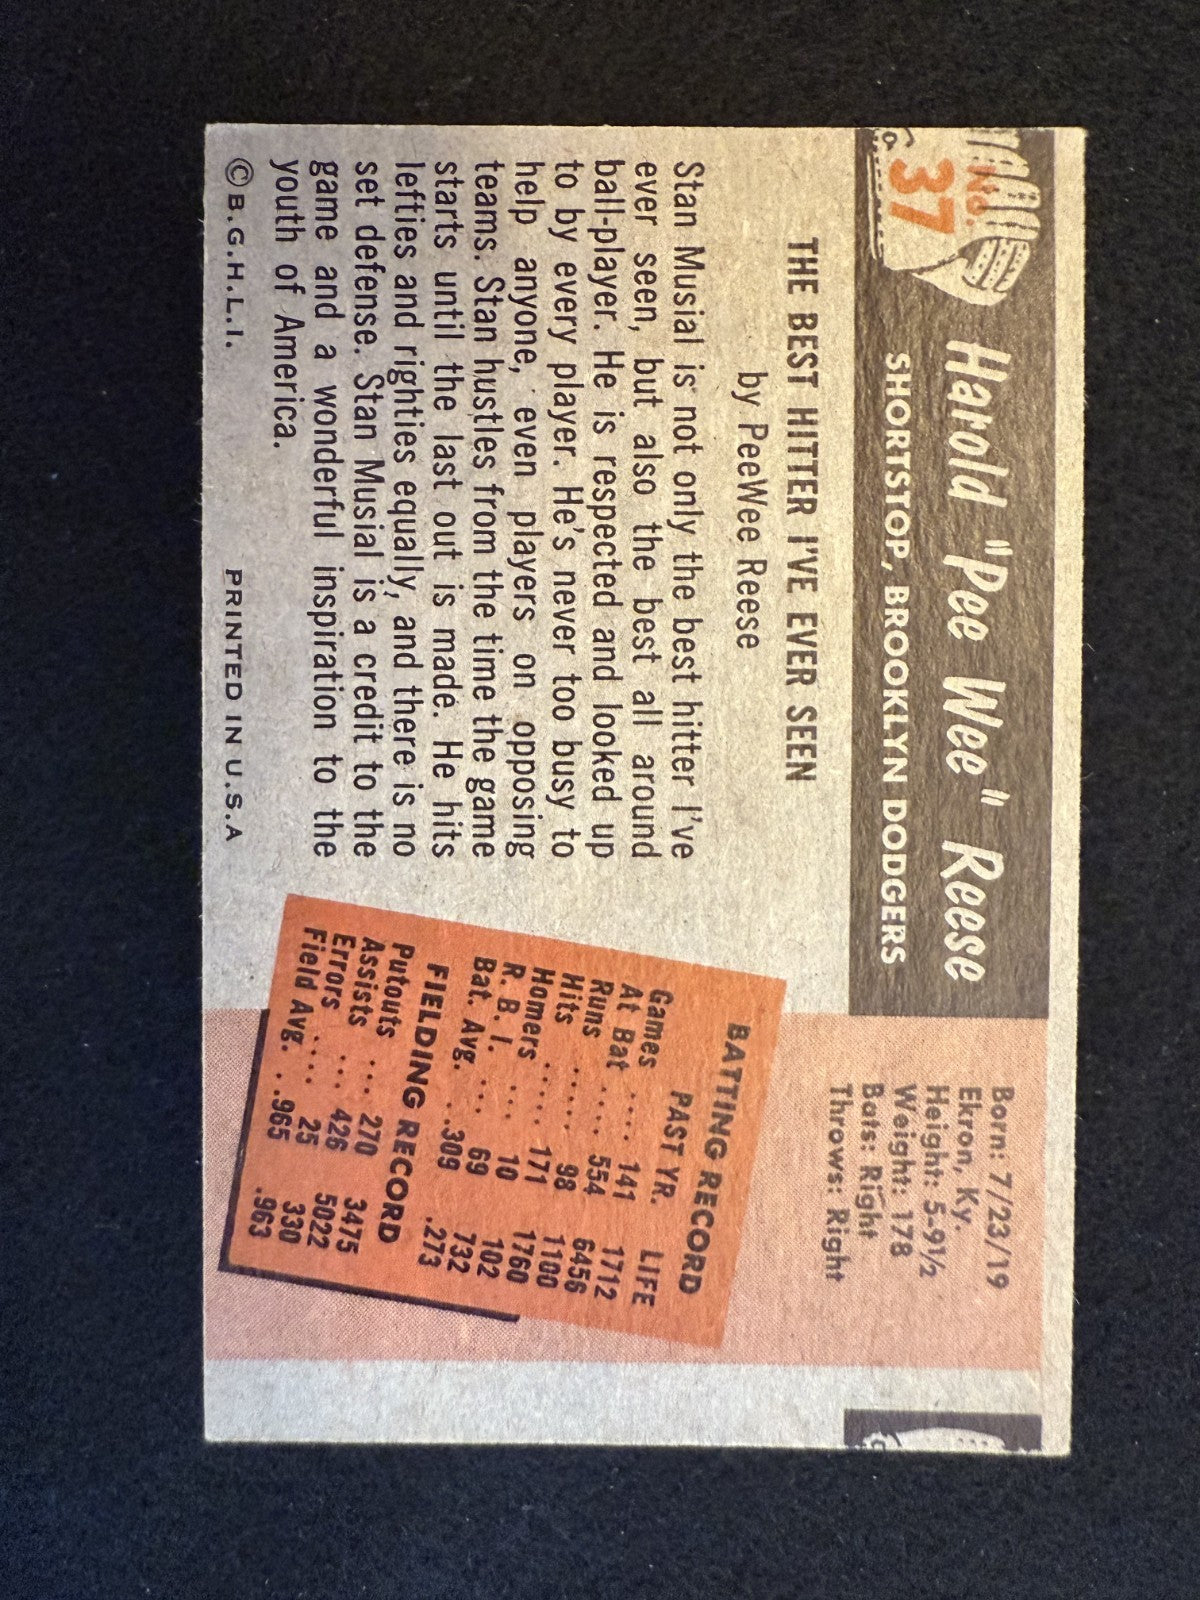 No. 37
Harold "Pee Wee" Reese
SHORTSTOP, BROOKLYN DODGERS
THE BEST HITTER I'VE EVER SEEN
by PeeWee Reese
Stan Musial is not only the best hitter I've
ever seen, but also the best all around
ball-player. He is respected and looked up
to by every player. He's never too busy to
help anyone, even players on opposing
teams. Stan hustles from the time the game
starts until the last out is made. He hits
lefties and righties equally, and there is no
set defense. Stan Musial is a credit to the
game and a wonderful inspiration to the
youth of America.
© B.G.H.L.I. PRINTED IN U.S.A
Born: 7/23/19
Ekron, Ky.
Height: 5-9½
Weight: 178
Bats: Right
Throws: Right
BATTING RECORD
PAST YR. LIFE
Games .... 141 1712
At Bat .... 554 6456
Runs ...... 98 1100
Hits ...... 171 1760
Homers ... 10 102
R. B. I. .... 69 732
Bat. Avg. . .309 .273
FIELDING RECORD
Putouts ... 270 3475
Assists ... 426 5022
Errors .... 25 330
Field Avg. . .965 .963